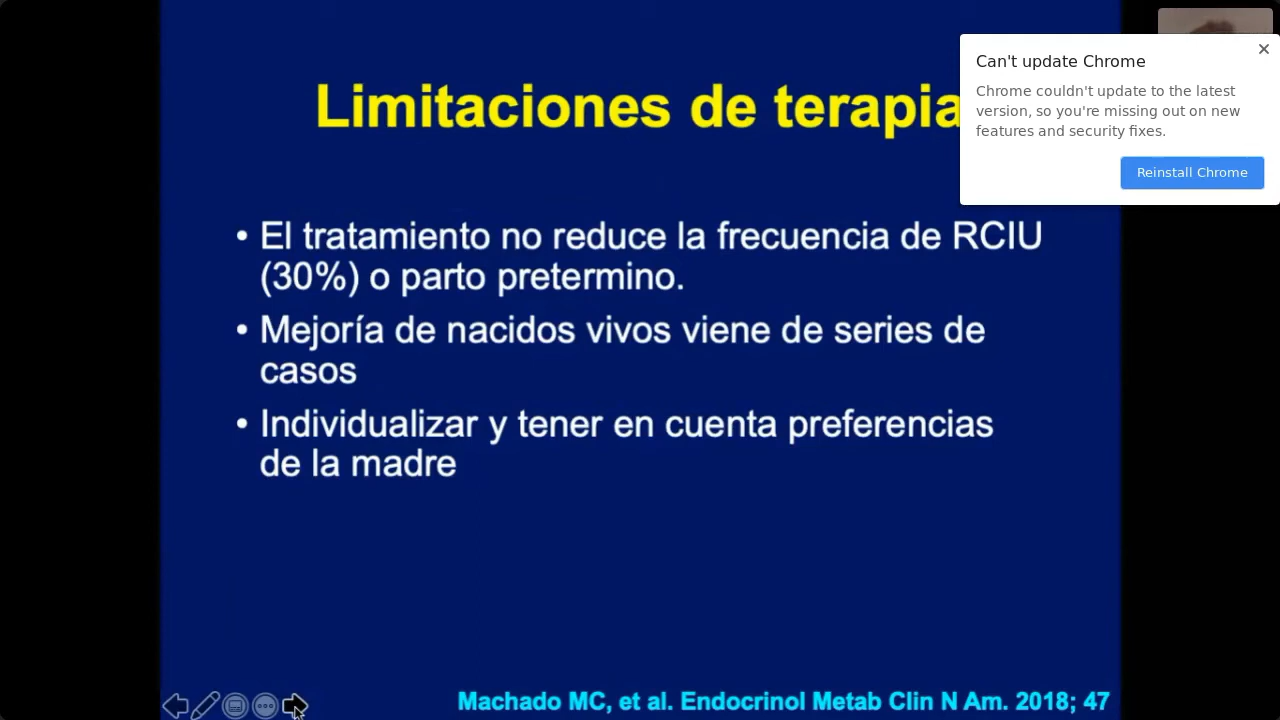 Limitaciones de terapia
Can't update Chrome
Chrome couldn't update to the latest
version, so you're missing out on new
features and security fixes.
Reinstall Chrome
• El tratamiento no reduce la frecuencia de RCIU
(30%) o parto pretermino.
• Mejoría de nacidos vivos viene de series de
casos
• Individualizar y tener en cuenta preferencias
de la madre
Machado MC, et al. Endocrinol Metab Clin N Am. 2018; 47